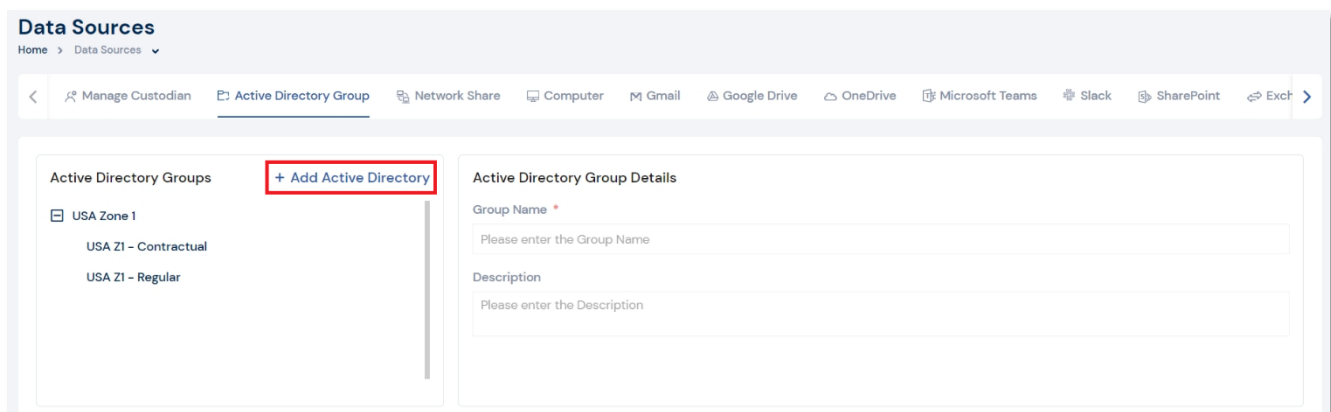 Data Sources
Home > Data Sources
Manage Custodian Active Directory Group Network Share Computer Gmail Google Drive OneDrive Microsoft Teams Slack SharePoint Exch
Active Directory Groups + Add Active Directory
USA Zone 1
USA Z1 - Contractual
USA Z1 - Regular
Active Directory Group Details
Group Name *
Please enter the Group Name
Description
Please enter the Description